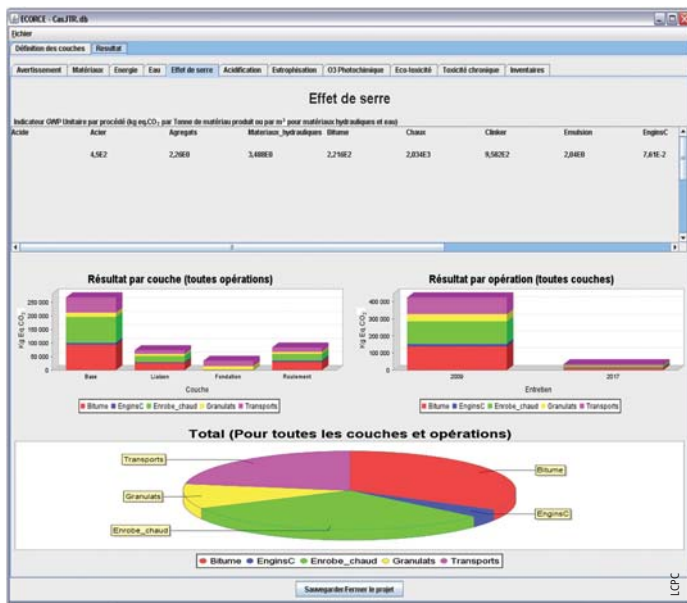 ECORCE - CasJTR.db
Fichier
Définition des couches Resultat
Avertissement Matériaux Energie Eau Effet de serre Acidification Eutrophisation O3 Photochimique Eco-toxicité Toxicité chronique Inventaires
Effet de serre
Indicateur GWP Unitaire par procédé (kg eq.CO₂ par Tonne de matériau produit ou par m³ pour matériaux hydrauliques et eau)
Acide Acier Agregats Materiaux_hydrauliques Bitume Chaux Clinker Emulsion EnginsC
4,5E2 2,26E0 3,488E0 2,216E2 2,034E3 9,582E2 2,04E0 7,61E-2
Résultat par couche (toutes opérations)
Kg Eq.CO₂
250 000
200 000
150 000
100 000
50 000
0
Base Liaison Fondation Roulement
Couche
Bitume EnginsC Enrobe_chaud Granulats Transports
Résultat par opération (toutes couches)
Kg Eq.CO₂
400 000
300 000
200 000
100 000
0
2009 2017
Entretien
Bitume EnginsC Enrobe_chaud Granulats Transports
Total (Pour toutes les couches et opérations)
Transports
Bitume
Granulats
EnginsC
Enrobe_chaud
Bitume EnginsC Enrobe_chaud Granulats Transports
Sauvegarder/Fermer le projet
LCPC